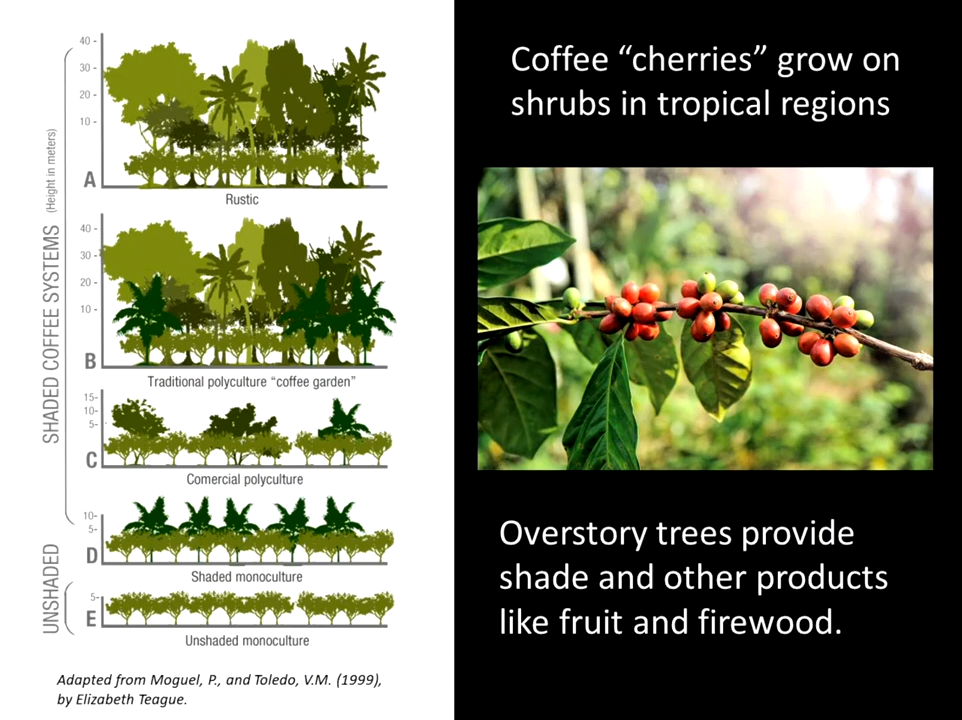 SHADED COFFEE SYSTEMS (Height in meters)
40 -
30 -
20 -
10 -
A
Rustic
40 -
30 -
20 -
10 -
B
Traditional polyculture “coffee garden”
15-
10-
5-
C
Comercial polyculture
10-
5-
D
Shaded monoculture
UNSHADED
5-
E
Unshaded monoculture
Adapted from Moguel, P., and Toledo, V.M. (1999),
by Elizabeth Teague.
Coffee “cherries” grow on
shrubs in tropical regions
Overstory trees provide
shade and other products
like fruit and firewood.